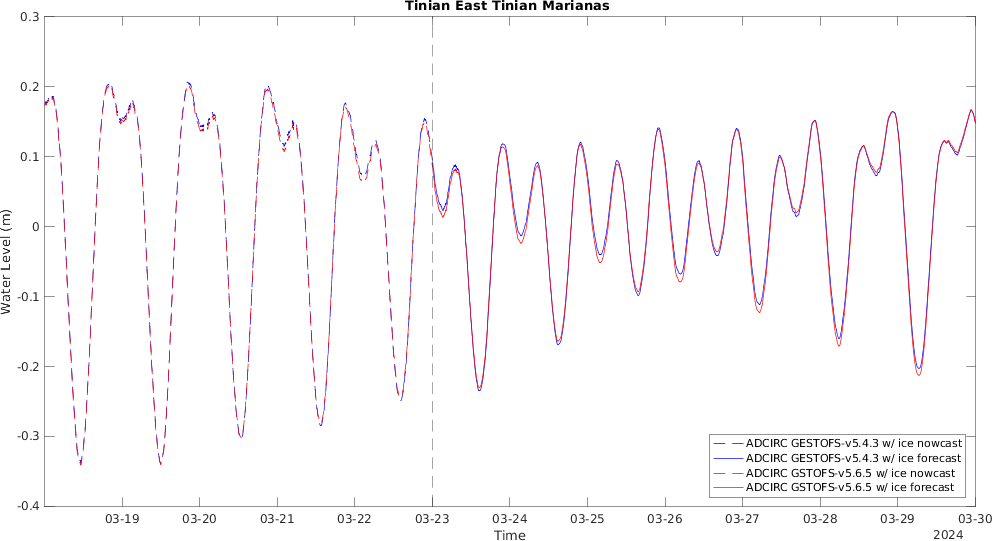 Tinian East Tinian Marianas
0.3
0.2
0.1
0
-0.1
-0.2
-0.3
-0.4
Water Level (m)
ADCIRC GESTOFS-v5.4.3 w/ ice nowcast
ADCIRC GESTOFS-v5.4.3 w/ ice forecast
ADCIRC GSTOFS-v5.6.5 w/ ice nowcast
ADCIRC GSTOFS-v5.6.5 w/ ice forecast
03-19 03-20 03-21 03-22 03-23 03-24 03-25 03-26 03-27 03-28 03-29 03-30
Time
2024